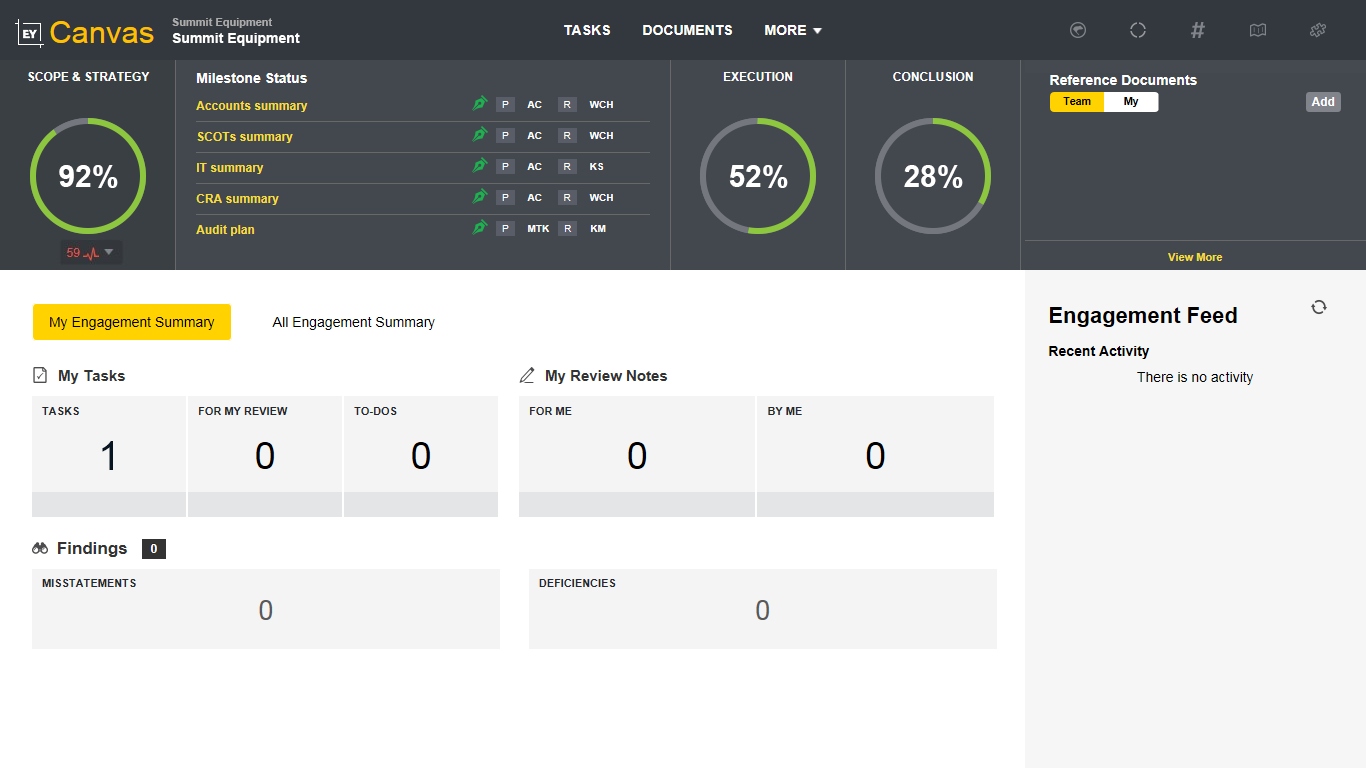 EY Canvas
Summit Equipment
Summit Equipment
TASKS
DOCUMENTS
MORE
#
SCOPE & STRATEGY
92%
59
Milestone Status
Accounts summary P AC R WCH
SCOTs summary P AC R WCH
IT summary P AC R KS
CRA summary P AC R WCH
Audit plan P MTK R KM
EXECUTION
52%
CONCLUSION
28%
Reference Documents
Team My Add
View More
My Engagement Summary
All Engagement Summary
My Tasks
TASKS
1
FOR MY REVIEW
0
TO-DOS
0
My Review Notes
FOR ME
0
BY ME
0
Findings 0
MISSTATEMENTS
0
DEFICIENCIES
0
Engagement Feed
Recent Activity
There is no activity